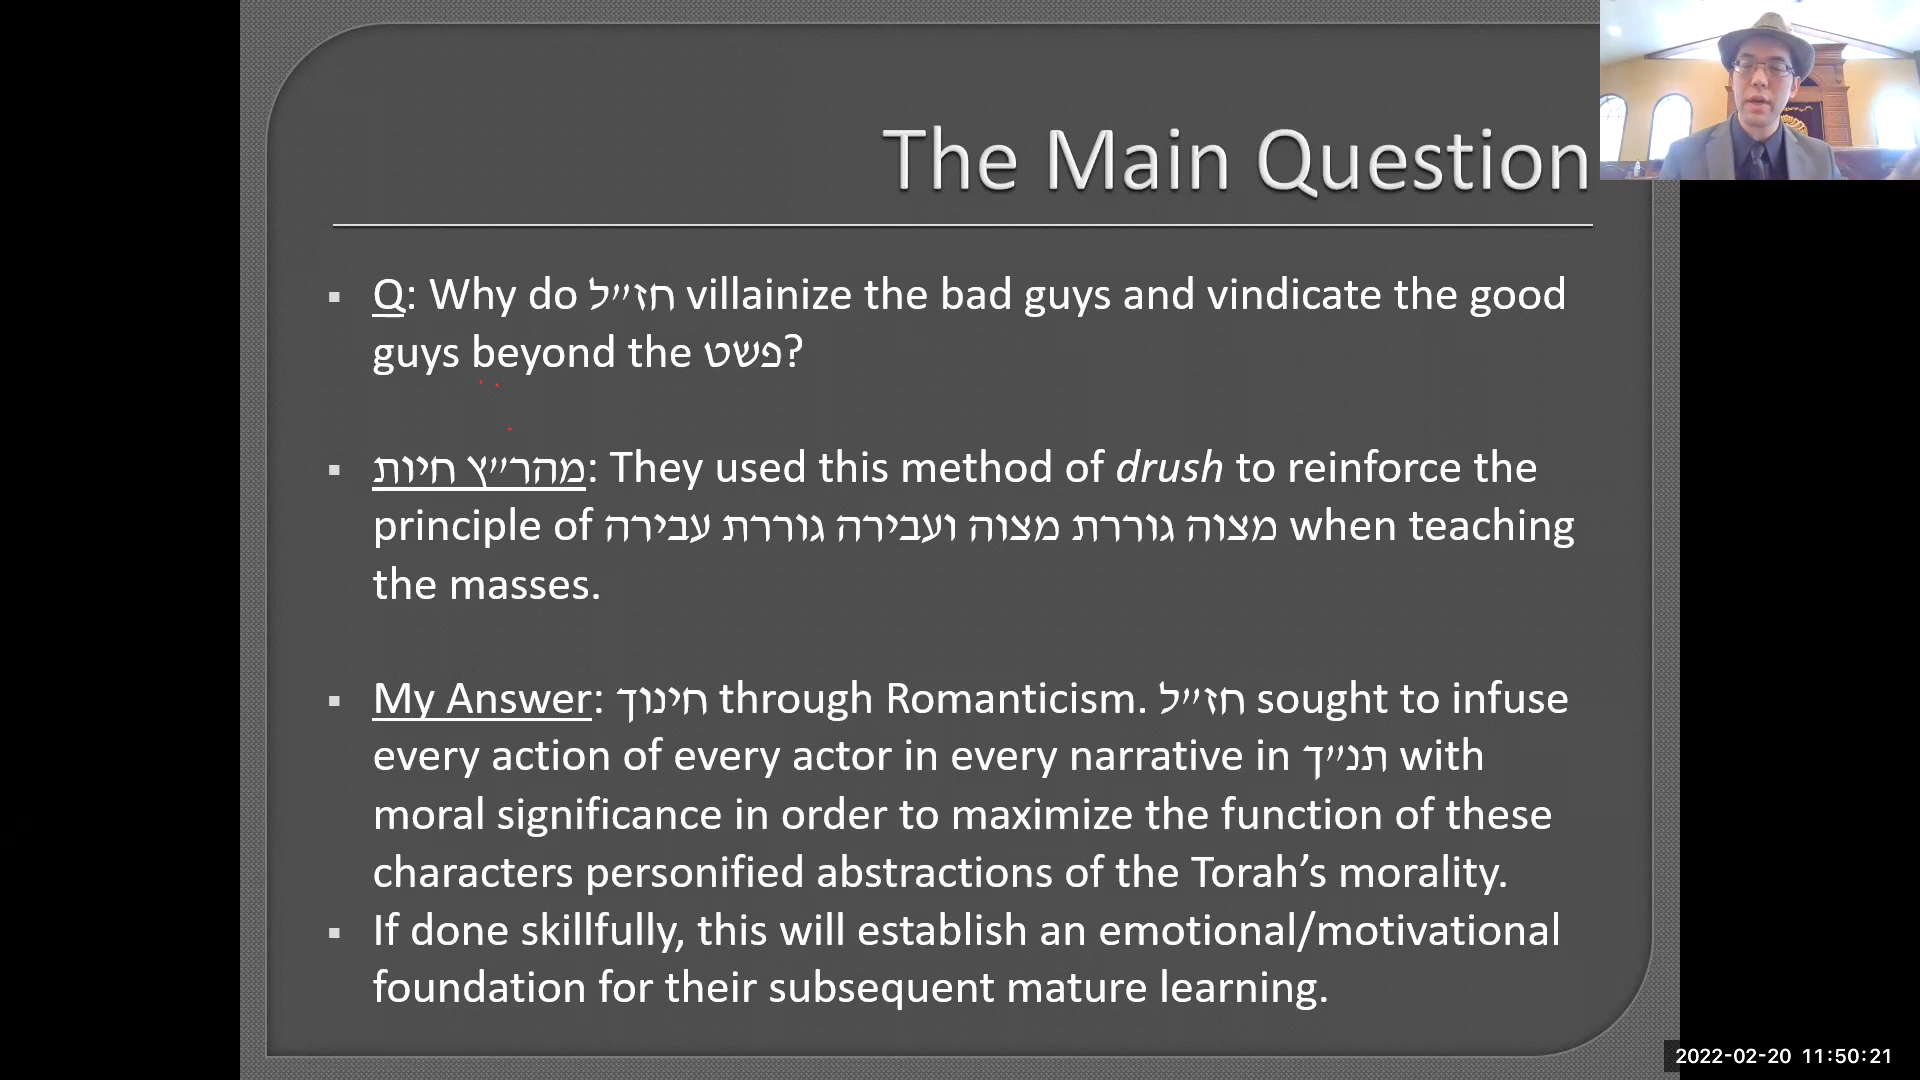 The Main Question
Q: Why do חז״ל villainize the bad guys and vindicate the good
guys beyond the פשט?
מהר״ץ חיות: They used this method of drush to reinforce the
principle of מצוה גוררת מצוה ועבירה גוררת עבירה when teaching
the masses.
My Answer: חינוך through Romanticism. חז״ל sought to infuse
every action of every actor in every narrative in תנ״ך with
moral significance in order to maximize the function of these
characters personified abstractions of the Torah’s morality.
If done skillfully, this will establish an emotional/motivational
foundation for their subsequent mature learning.
2022-02-20 11:50:21